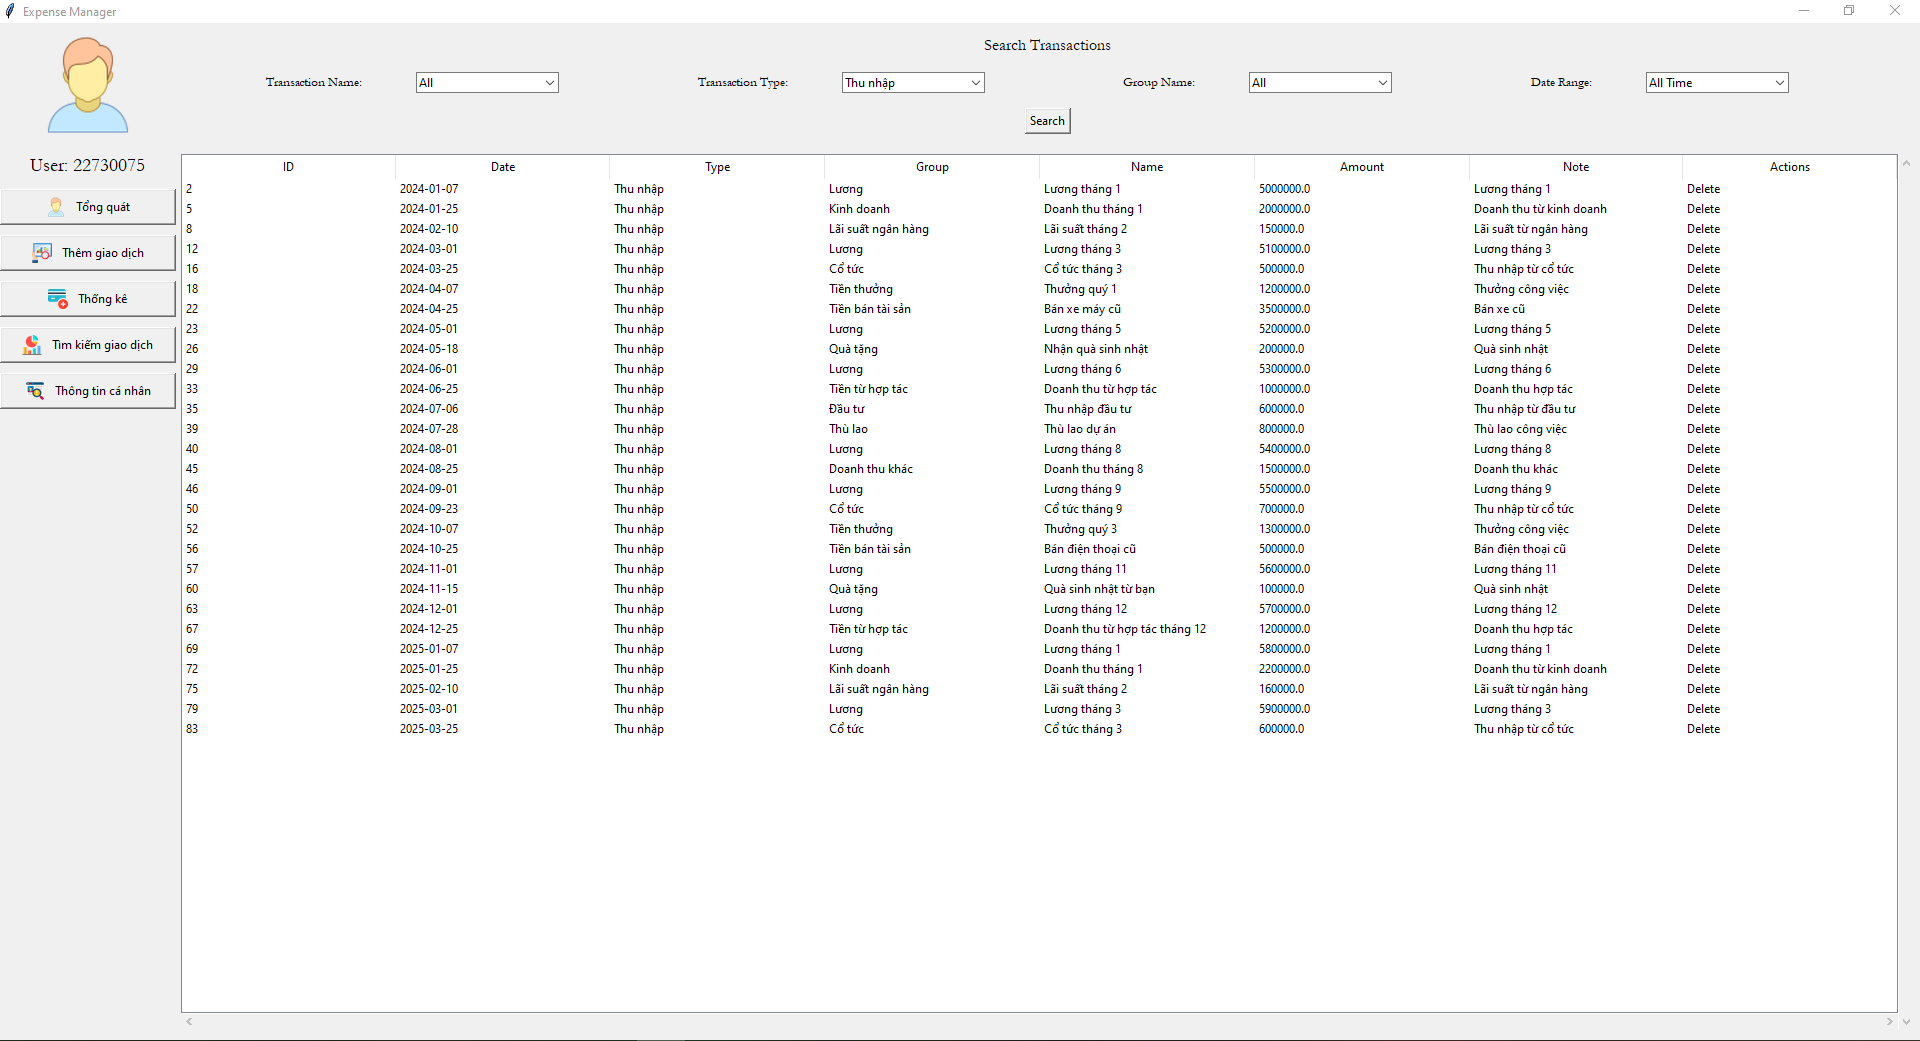 Expense Manager
Search Transactions
Transaction Name: All Transaction Type: Thu nhập Group Name: All Date Range: All Time
Search
User: 22730075
Tổng quát
Thêm giao dịch
Thống kê
Tìm kiếm giao dịch
Thông tin cá nhân
ID Date Type Group Name Amount Note Actions
2 2024-01-07 Thu nhập Lương Lương tháng 1 5000000.0 Lương tháng 1 Delete
5 2024-01-25 Thu nhập Kinh doanh Doanh thu tháng 1 2000000.0 Doanh thu từ kinh doanh Delete
8 2024-02-10 Thu nhập Lãi suất ngân hàng Lãi suất tháng 2 150000.0 Lãi suất từ ngân hàng Delete
12 2024-03-01 Thu nhập Lương Lương tháng 3 5100000.0 Lương tháng 3 Delete
16 2024-03-25 Thu nhập Cổ tức Cổ tức tháng 3 500000.0 Thu nhập từ cổ tức Delete
18 2024-04-07 Thu nhập Tiền thưởng Thưởng quý 1 1200000.0 Thưởng công việc Delete
22 2024-04-25 Thu nhập Tiền bán tài sản Bán xe máy cũ 3500000.0 Bán xe cũ Delete
23 2024-05-01 Thu nhập Lương Lương tháng 5 5200000.0 Lương tháng 5 Delete
26 2024-05-18 Thu nhập Quà tặng Nhận quà sinh nhật 200000.0 Quà sinh nhật Delete
29 2024-06-01 Thu nhập Lương Lương tháng 6 5300000.0 Lương tháng 6 Delete
33 2024-06-25 Thu nhập Tiền từ hợp tác Doanh thu từ hợp tác 1000000.0 Doanh thu hợp tác Delete
35 2024-07-06 Thu nhập Đầu tư Thu nhập đầu tư 600000.0 Thu nhập từ đầu tư Delete
39 2024-07-28 Thu nhập Thù lao Thù lao dự án 800000.0 Thù lao công việc Delete
40 2024-08-01 Thu nhập Lương Lương tháng 8 5400000.0 Lương tháng 8 Delete
45 2024-08-25 Thu nhập Doanh thu khác Doanh thu tháng 8 1500000.0 Doanh thu khác Delete
46 2024-09-01 Thu nhập Lương Lương tháng 9 5500000.0 Lương tháng 9 Delete
50 2024-09-23 Thu nhập Cổ tức Cổ tức tháng 9 700000.0 Thu nhập từ cổ tức Delete
52 2024-10-07 Thu nhập Tiền thưởng Thưởng quý 3 1300000.0 Thưởng công việc Delete
56 2024-10-25 Thu nhập Tiền bán tài sản Bán điện thoại cũ 500000.0 Bán điện thoại cũ Delete
57 2024-11-01 Thu nhập Lương Lương tháng 11 5600000.0 Lương tháng 11 Delete
60 2024-11-15 Thu nhập Quà tặng Quà sinh nhật từ bạn 100000.0 Quà sinh nhật Delete
63 2024-12-01 Thu nhập Lương Lương tháng 12 5700000.0 Lương tháng 12 Delete
67 2024-12-25 Thu nhập Tiền từ hợp tác Doanh thu từ hợp tác tháng 12 1200000.0 Doanh thu hợp tác Delete
69 2025-01-07 Thu nhập Lương Lương tháng 1 5800000.0 Lương tháng 1 Delete
72 2025-01-25 Thu nhập Kinh doanh Doanh thu tháng 1 2200000.0 Doanh thu từ kinh doanh Delete
75 2025-02-10 Thu nhập Lãi suất ngân hàng Lãi suất tháng 2 160000.0 Lãi suất từ ngân hàng Delete
79 2025-03-01 Thu nhập Lương Lương tháng 3 5900000.0 Lương tháng 3 Delete
83 2025-03-25 Thu nhập Cổ tức Cổ tức tháng 3 600000.0 Thu nhập từ cổ tức Delete